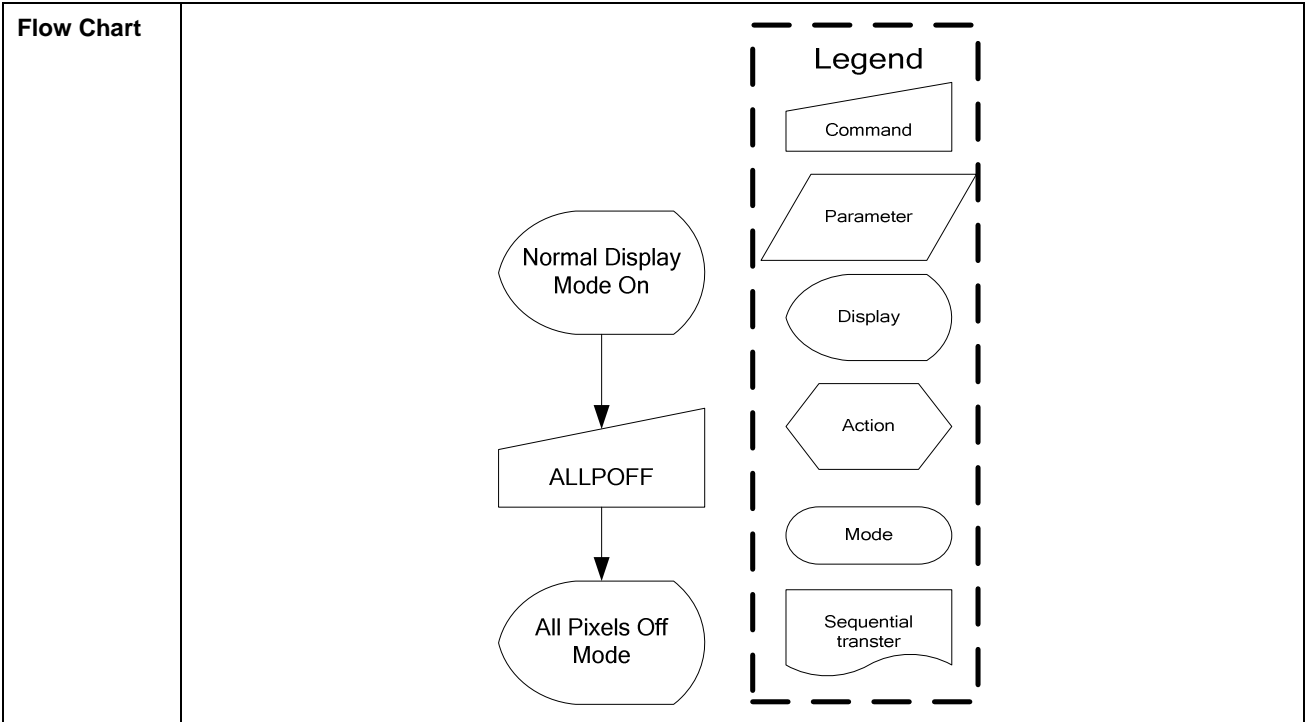 Flow Chart
Normal Display
Mode On
ALLPOFF
All Pixels Off
Mode
Legend
Command
Parameter
Display
Action
Mode
Sequential
transter